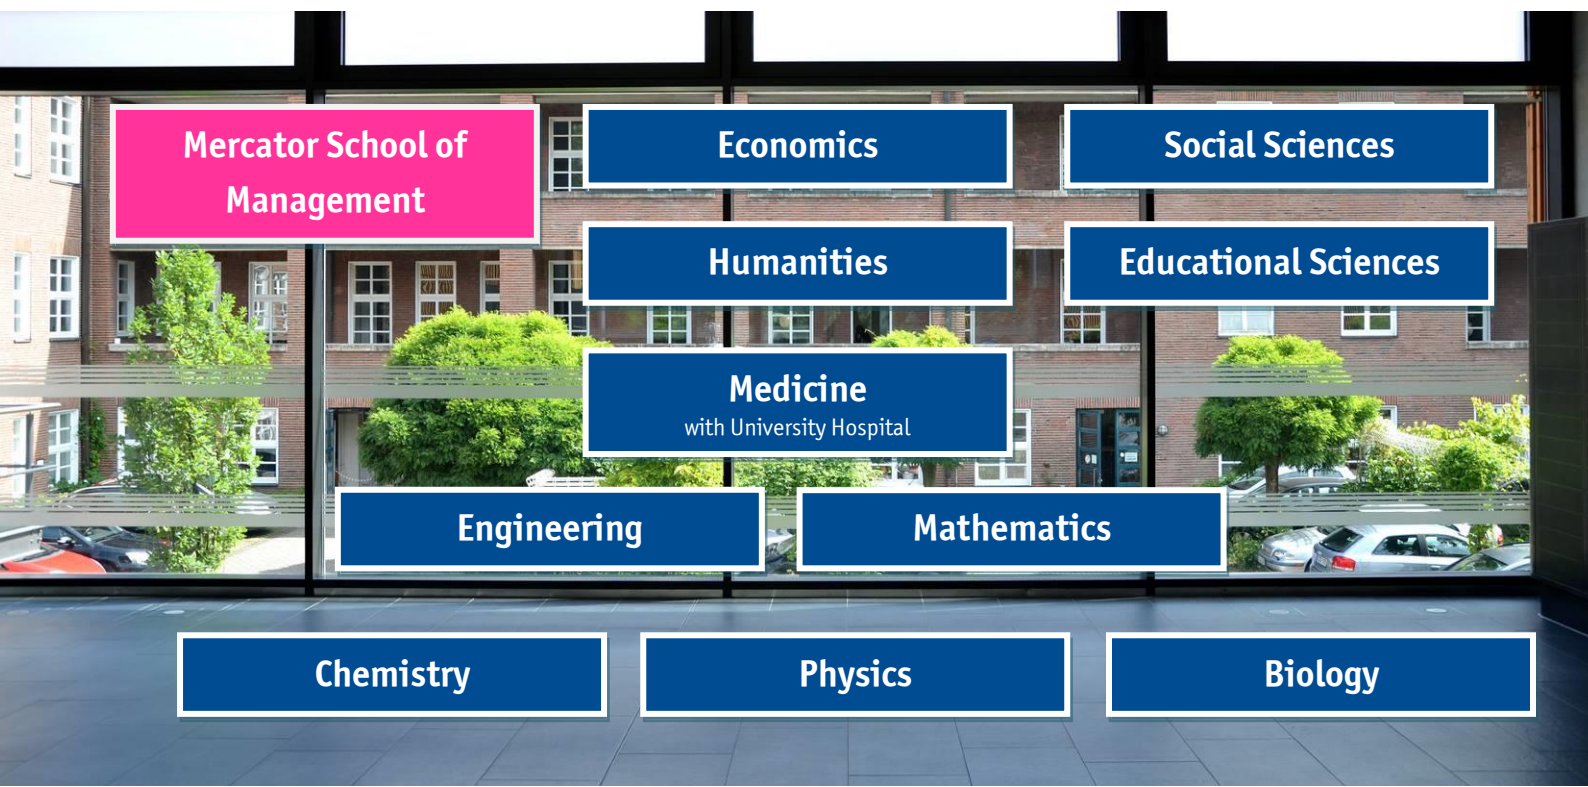 Mercator School of
Management
Economics
Social Sciences
Humanities
Educational Sciences
Medicine
with University Hospital
Engineering
Mathematics
Chemistry
Physics
Biology